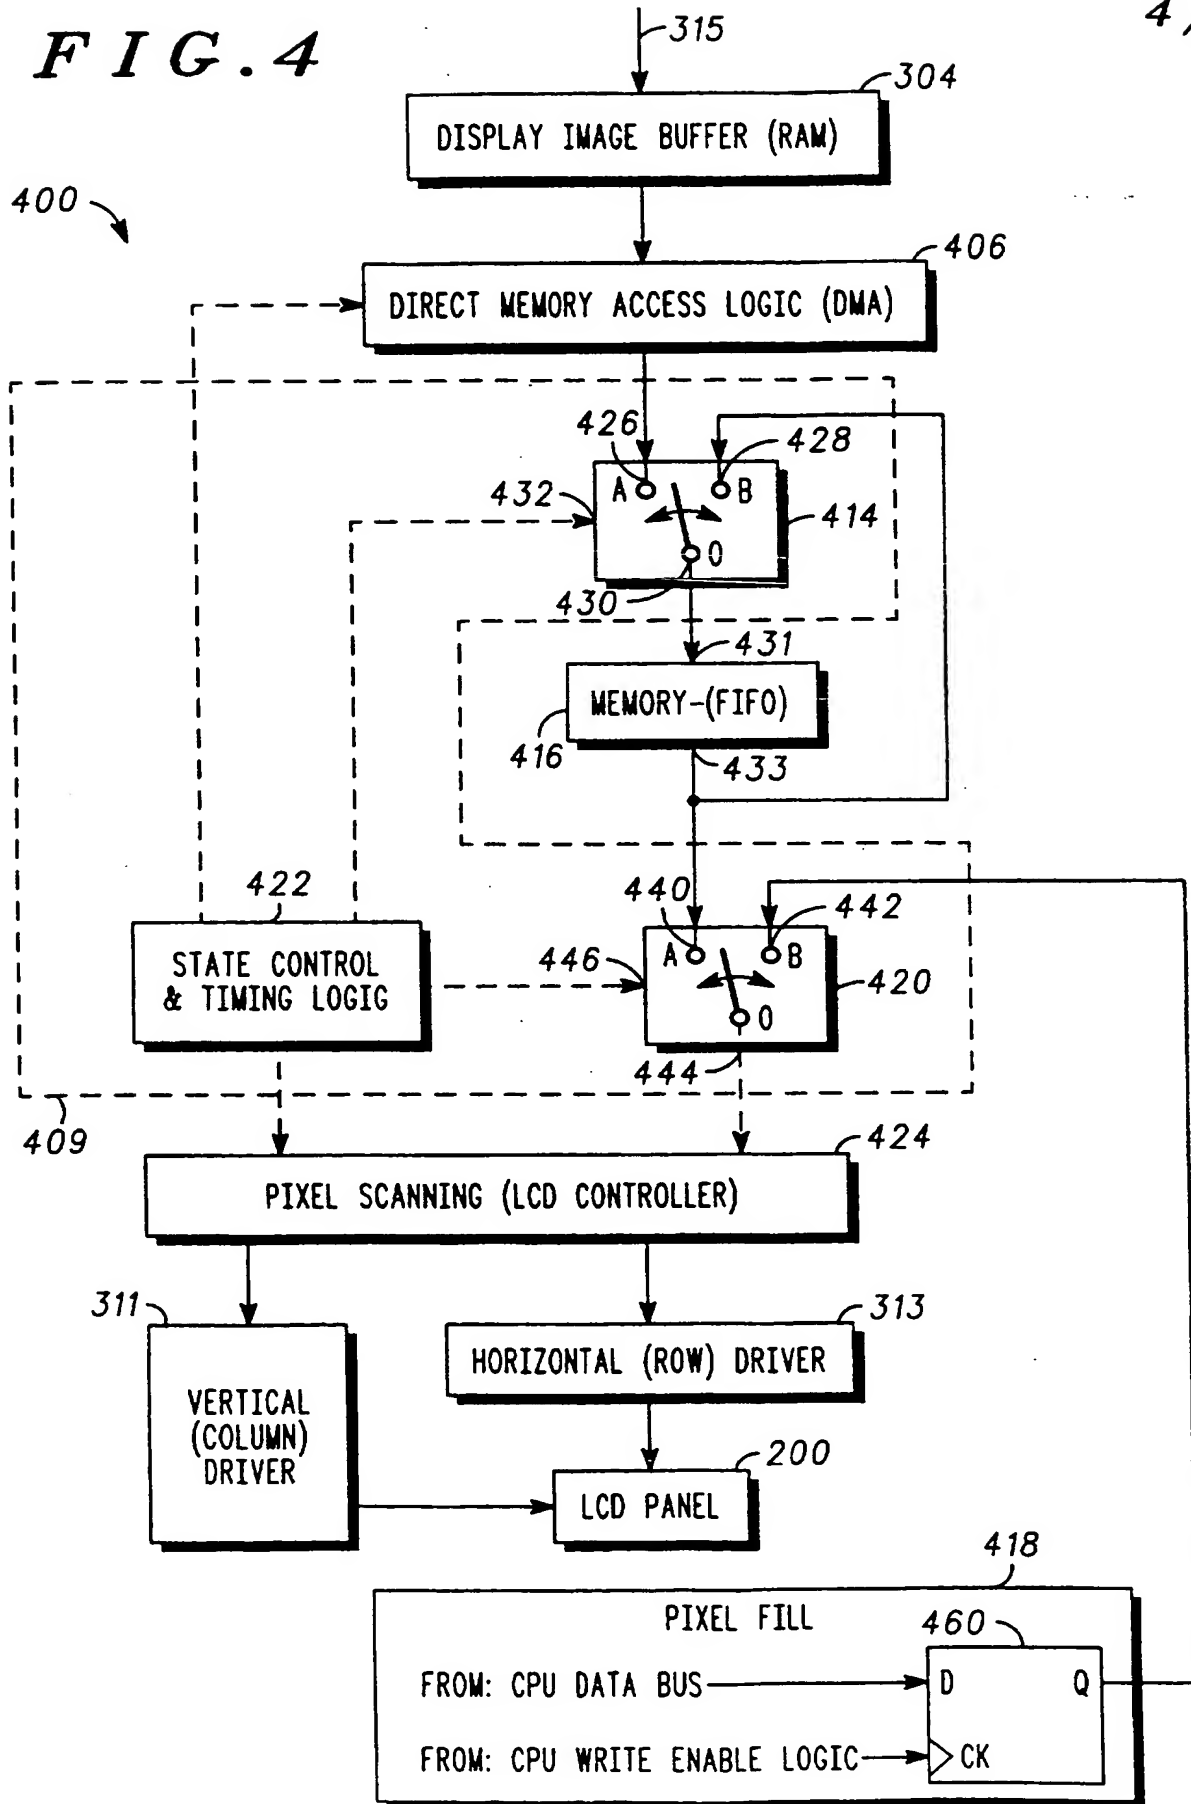 FIG.4
4,
315
304
DISPLAY IMAGE BUFFER (RAM)
400
406
DIRECT MEMORY ACCESS LOGIC (DMA)
426
428
A
B
432
414
O
430
431
MEMORY-(FIFO)
416
433
422
440
442
STATE CONTROL
& TIMING LOGIG
446
A
B
420
O
444
409
424
PIXEL SCANNING (LCD CONTROLLER)
311
313
HORIZONTAL (ROW) DRIVER
VERTICAL
(COLUMN)
DRIVER
200
LCD PANEL
418
PIXEL FILL
460
FROM: CPU DATA BUS
D
Q
FROM: CPU WRITE ENABLE LOGIC
CK